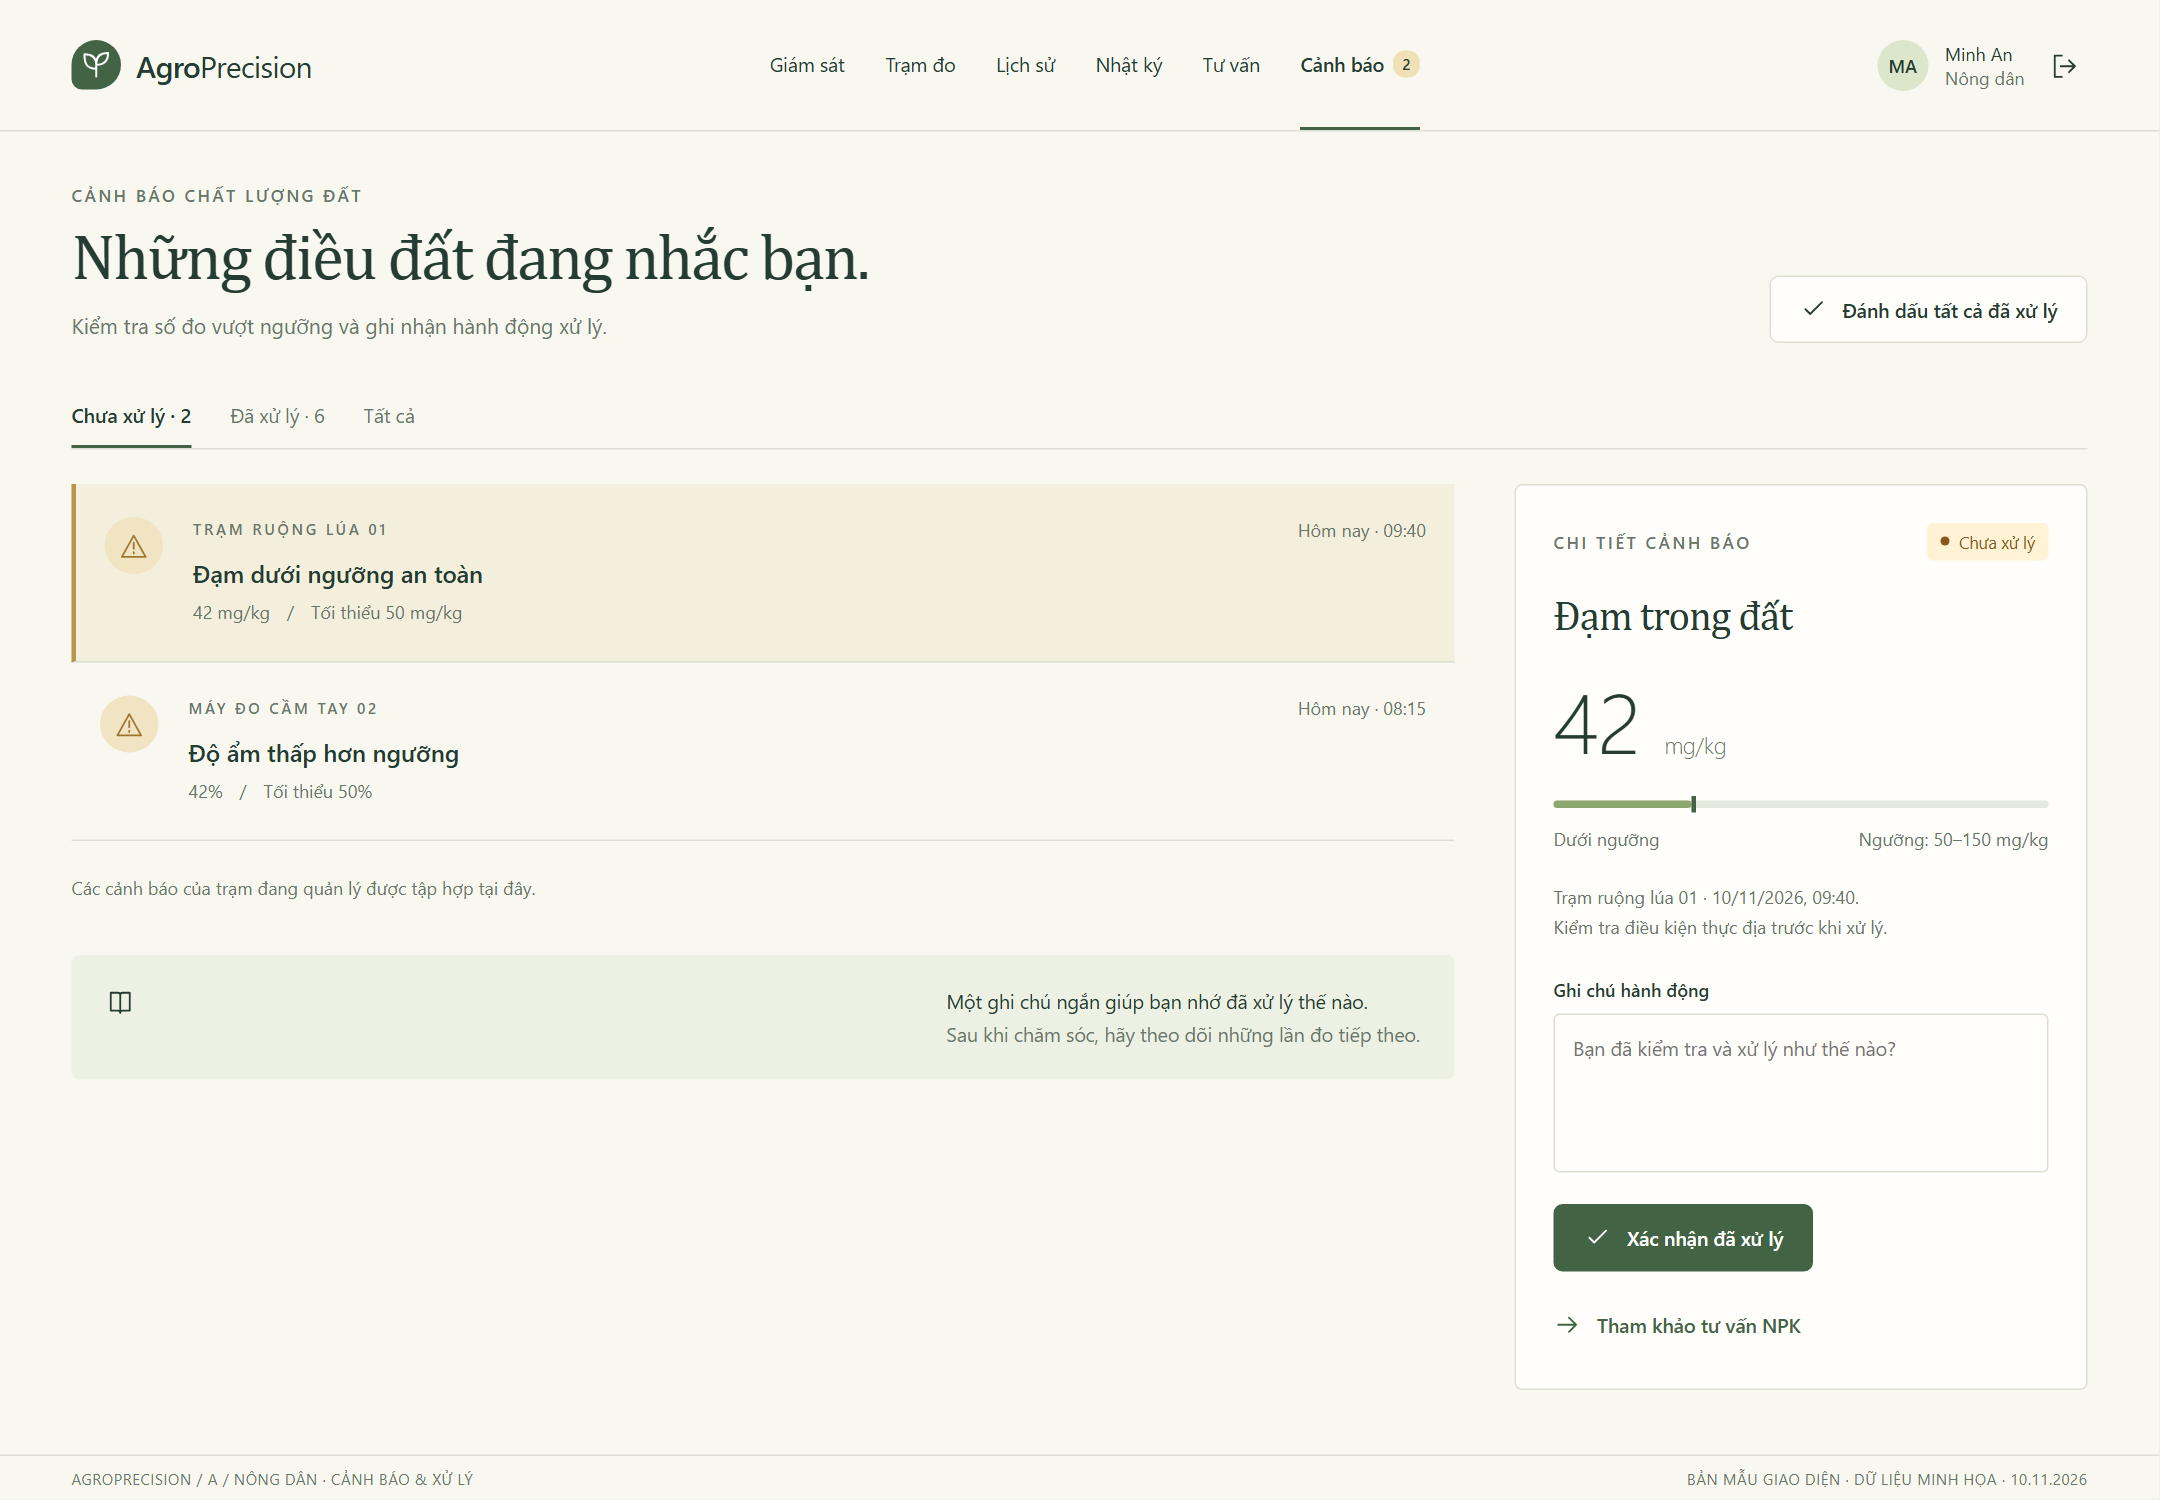 AgroPrecision
Giám sát
Trạm đo
Lịch sử
Nhật ký
Tư vấn
Cảnh báo 2
MA
Minh An
Nông dân
CẢNH BÁO CHẤT LƯỢNG ĐẤT
Những điều đất đang nhắc bạn.
Kiểm tra số đo vượt ngưỡng và ghi nhận hành động xử lý.
Đánh dấu tất cả đã xử lý
Chưa xử lý · 2
Đã xử lý · 6
Tất cả
TRẠM RUỘNG LÚA 01
Hôm nay · 09:40
Đạm dưới ngưỡng an toàn
42 mg/kg / Tối thiểu 50 mg/kg
MÁY ĐO CẦM TAY 02
Hôm nay · 08:15
Độ ẩm thấp hơn ngưỡng
42% / Tối thiểu 50%
Các cảnh báo của trạm đang quản lý được tập hợp tại đây.
Một ghi chú ngắn giúp bạn nhớ đã xử lý thế nào.
Sau khi chăm sóc, hãy theo dõi những lần đo tiếp theo.
CHI TIẾT CẢNH BÁO
Chưa xử lý
Đạm trong đất
42 mg/kg
Dưới ngưỡng
Ngưỡng: 50–150 mg/kg
Trạm ruộng lúa 01 · 10/11/2026, 09:40.
Kiểm tra điều kiện thực địa trước khi xử lý.
Ghi chú hành động
Bạn đã kiểm tra và xử lý như thế nào?
Xác nhận đã xử lý
Tham khảo tư vấn NPK
AGROPRECISION / A / NÔNG DÂN · CẢNH BÁO & XỬ LÝ
BẢN MẪU GIAO DIỆN · DỮ LIỆU MINH HỌA · 10.11.2026